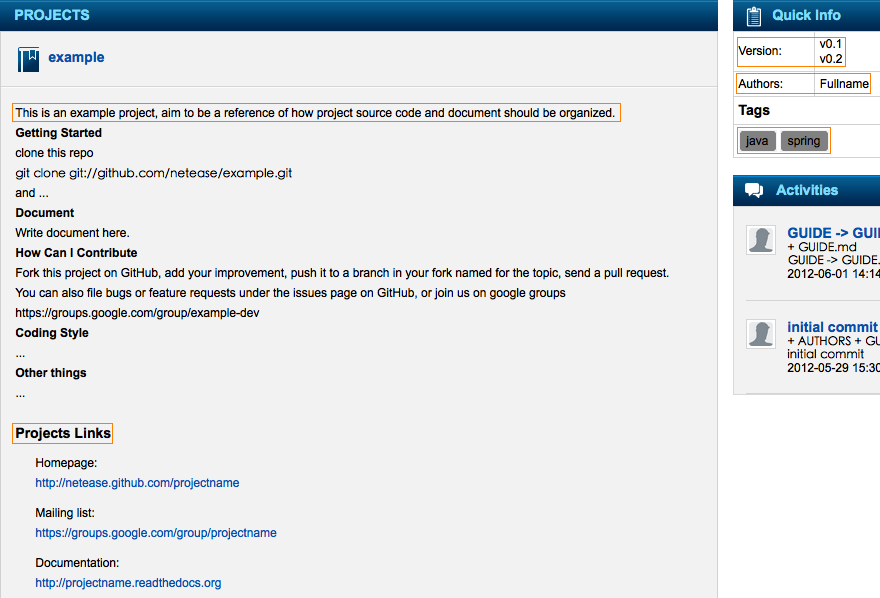 PROJECTS
example
This is an example project, aim to be a reference of how project source code and document should be organized.
Getting Started
clone this repo
git clone git://github.com/netease/example.git
and ...
Document
Write document here.
How Can I Contribute
Fork this project on GitHub, add your improvement, push it to a branch in your fork named for the topic, send a pull request.
You can also file bugs or feature requests under the issues page on GitHub, or join us on google groups
https://groups.google.com/group/example-dev
Coding Style
...
Other things
...
Projects Links
Homepage:
http://netease.github.com/projectname
Mailing list:
https://groups.google.com/group/projectname
Documentation:
http://projectname.readthedocs.org
Quick Info
Version: v0.1
v0.2
Authors: Fullname
Tags
java spring
Activities
GUIDE -> GUI
+ GUIDE.md
GUIDE -> GUIDE.
2012-06-01 14:14
initial commit
+ AUTHORS + GU
initial commit
2012-05-29 15:30